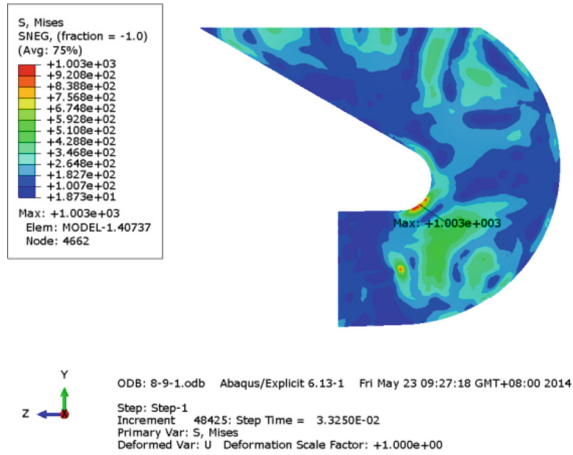 S, Mises
SNEG, (fraction = -1.0)
(Avg: 75%)
+1.003e+03
+9.208e+02
+8.388e+02
+7.568e+02
+6.748e+02
+5.928e+02
+5.108e+02
+4.288e+02
+3.468e+02
+2.648e+02
+1.827e+02
+1.007e+02
+1.873e+01
Max: +1.003e+03
Elem: MODEL-1.40737
Node: 4662
Max: +1.003e+003
Y
Z
X
ODB: 8-9-1.odb Abaqus/Explicit 6.13-1 Fri May 23 09:27:18 GMT+08:00 2014
Step: Step-1
Increment 48425: Step Time = 3.3250E-02
Primary Var: S, Mises
Deformed Var: U Deformation Scale Factor: +1.000e+00